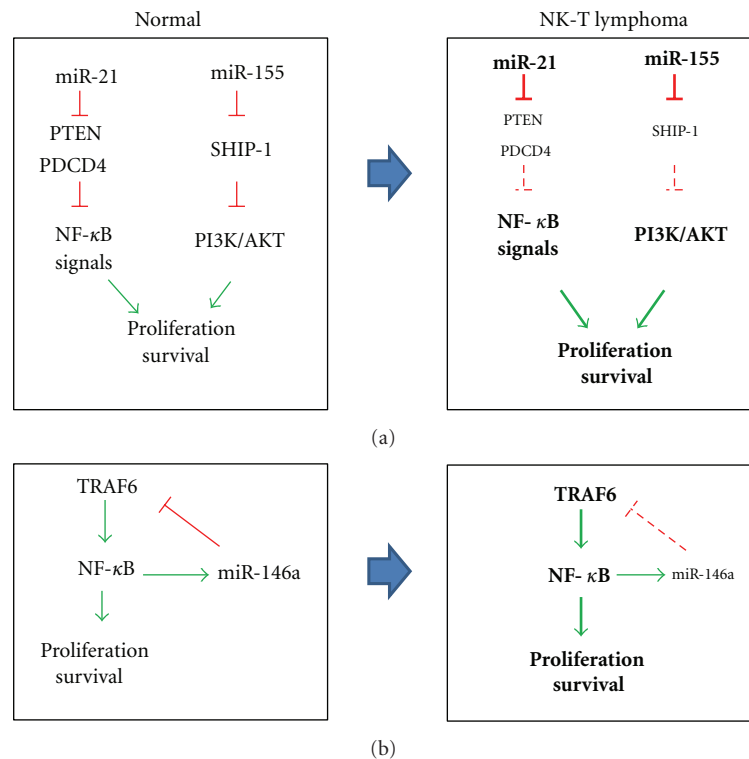 Normal
miR-21
miR-155
PTEN
PDCD4
SHIP-1
NF-κB
signals
PI3K/AKT
Proliferation
survival
NK-T lymphoma
miR-21
miR-155
PTEN
PDCD4
SHIP-1
NF- κB
signals
PI3K/AKT
Proliferation
survival
(a)
TRAF6
NF-κB
miR-146a
Proliferation
survival
TRAF6
NF- κB
miR-146a
Proliferation
survival
(b)